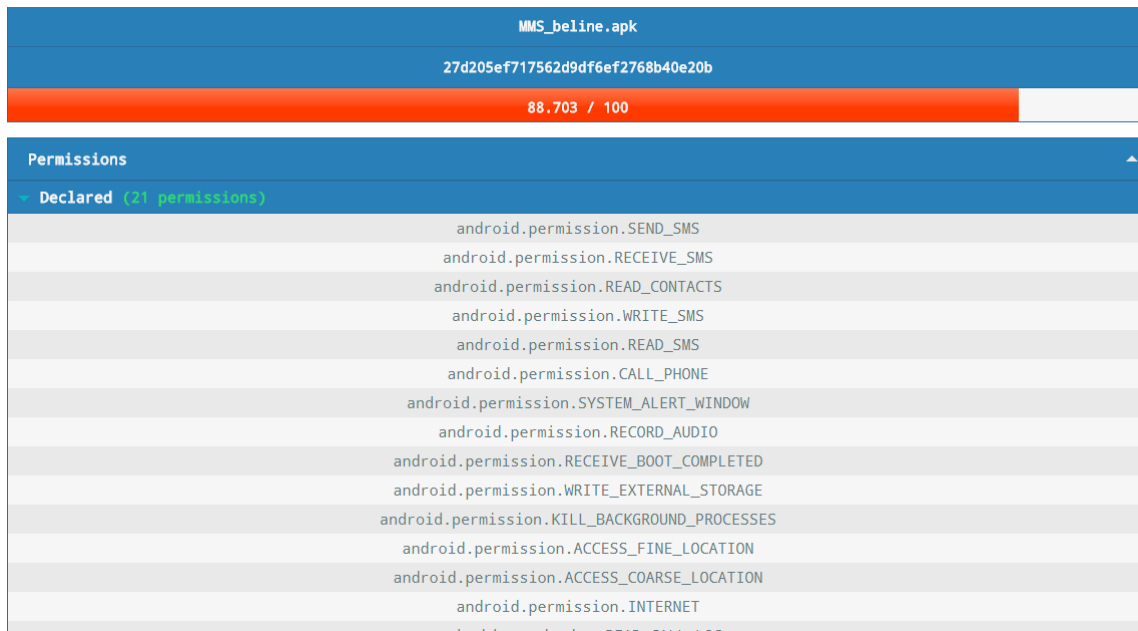 MMS_beline.apk
27d205ef717562d9df6ef2768b40e20b
88.703 / 100
Permissions
Declared (21 permissions)
android.permission.SEND_SMS
android.permission.RECEIVE_SMS
android.permission.READ_CONTACTS
android.permission.WRITE_SMS
android.permission.READ_SMS
android.permission.CALL_PHONE
android.permission.SYSTEM_ALERT_WINDOW
android.permission.RECORD_AUDIO
android.permission.RECEIVE_BOOT_COMPLETED
android.permission.WRITE_EXTERNAL_STORAGE
android.permission.KILL_BACKGROUND_PROCESSES
android.permission.ACCESS_FINE_LOCATION
android.permission.ACCESS_COARSE_LOCATION
android.permission.INTERNET